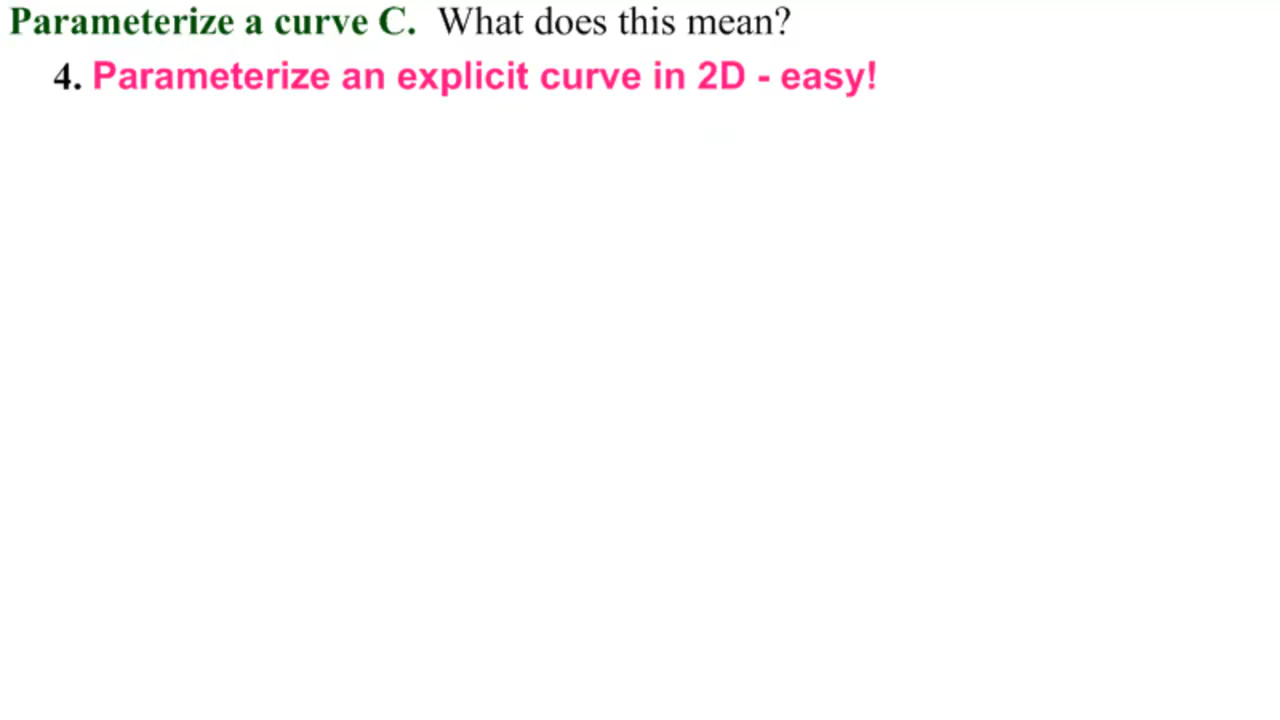 Parameterize a curve C. What does this mean?
4. Parameterize an explicit curve in 2D - easy!